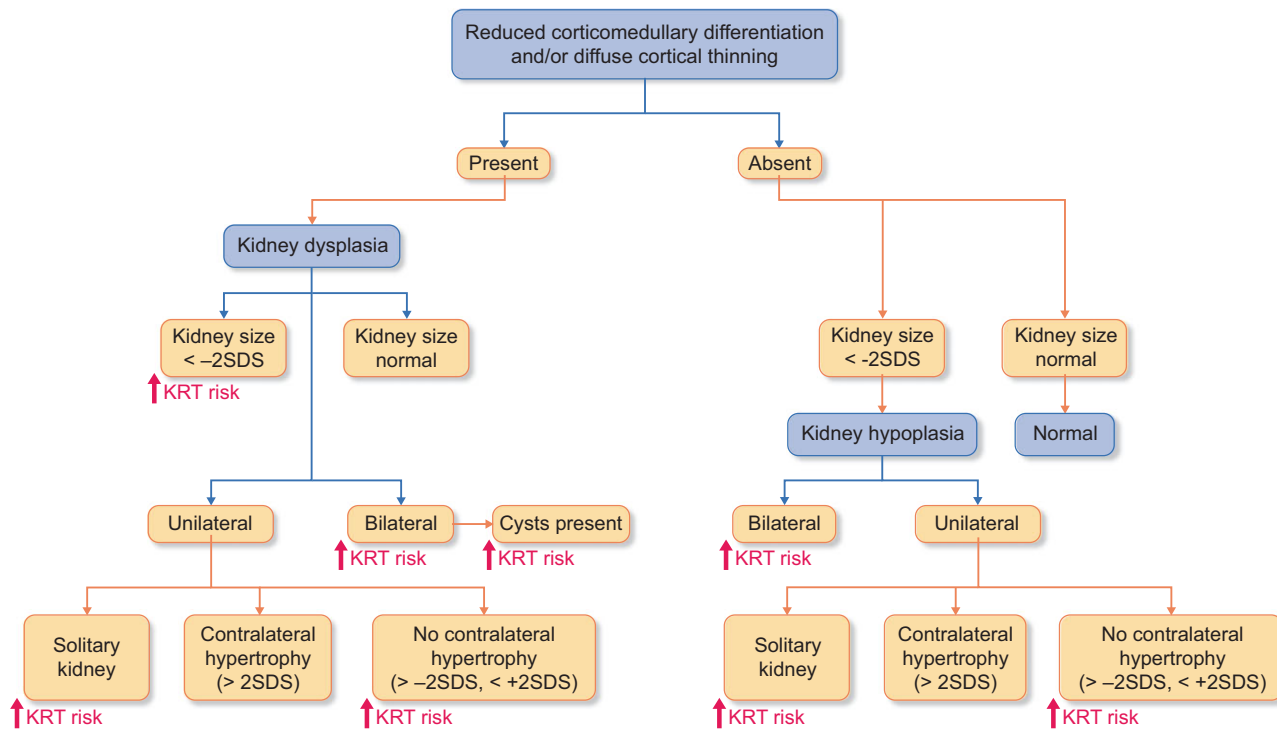 Reduced corticomedullary differentiation
and/or diffuse cortical thinning
Present
Absent
Kidney dysplasia
Kidney size
< –2SDS
↑ KRT risk
Kidney size
normal
Kidney size
< -2SDS
Kidney size
normal
Kidney hypoplasia
Normal
Unilateral
Bilateral
↑ KRT risk
Cysts present
↑ KRT risk
Bilateral
↑ KRT risk
Unilateral
Solitary
kidney
↑ KRT risk
Contralateral
hypertrophy
(> 2SDS)
No contralateral
hypertrophy
(> –2SDS, < +2SDS)
↑ KRT risk
Solitary
kidney
↑ KRT risk
Contralateral
hypertrophy
(> 2SDS)
No contralateral
hypertrophy
(> –2SDS, < +2SDS)
↑ KRT risk